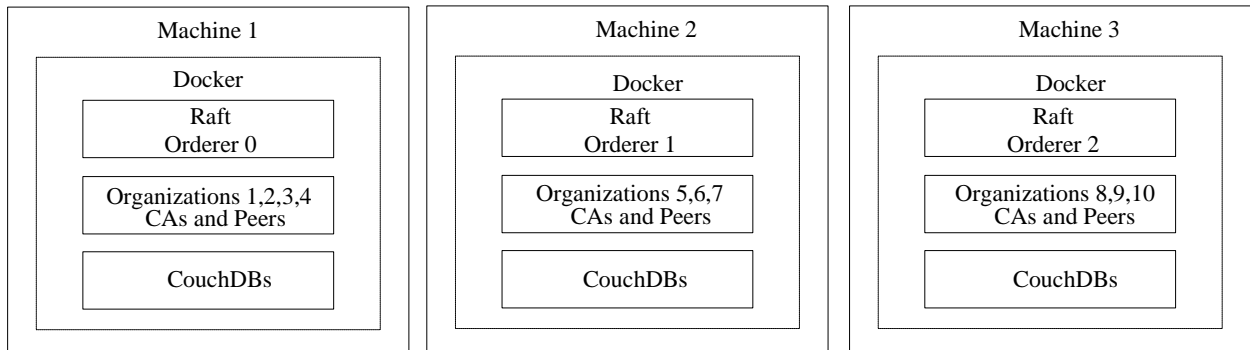 Machine 1
Docker
Raft
Orderer 0
Organizations 1,2,3,4
CAs and Peers
CouchDBs
Machine 2
Docker
Raft
Orderer 1
Organizations 5,6,7
CAs and Peers
CouchDBs
Machine 3
Docker
Raft
Orderer 2
Organizations 8,9,10
CAs and Peers
CouchDBs